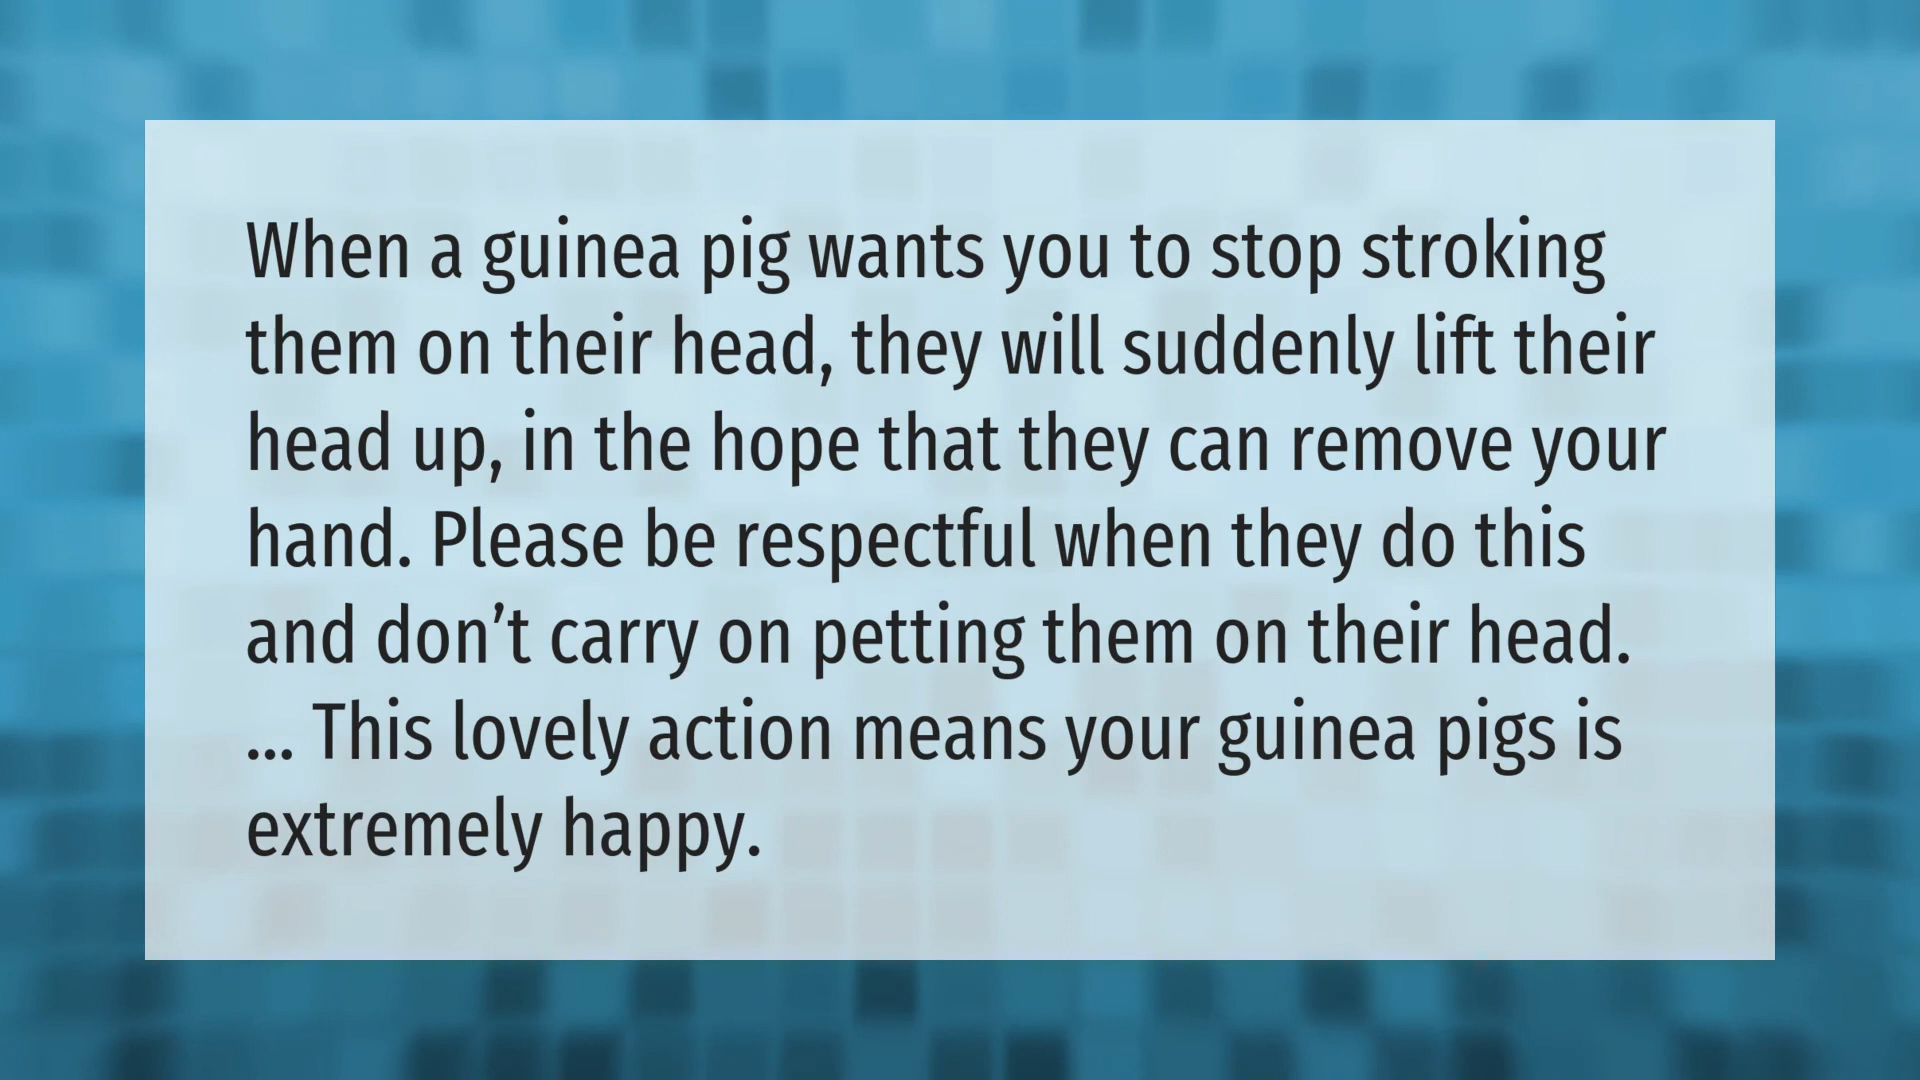 When a guinea pig wants you to stop stroking
them on their head, they will suddenly lift their
head up, in the hope that they can remove your
hand. Please be respectful when they do this
and don’t carry on petting them on their head.
... This lovely action means your guinea pigs is
extremely happy.